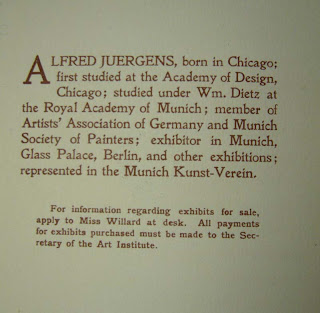 ALFRED JUERGENS, born in Chicago;
first studied at the Academy of Design,
Chicago; studied under Wm. Dietz at
the Royal Academy of Munich; member of
Artists' Association of Germany and Munich
Society of Painters; exhibitor in Munich,
Glass Palace, Berlin, and other exhibitions;
represented in the Munich Kunst-Verein.
For information regarding exhibits for sale,
apply to Miss Willard at desk. All payments
for exhibits purchased must be made to the Sec-
retary of the Art Institute.